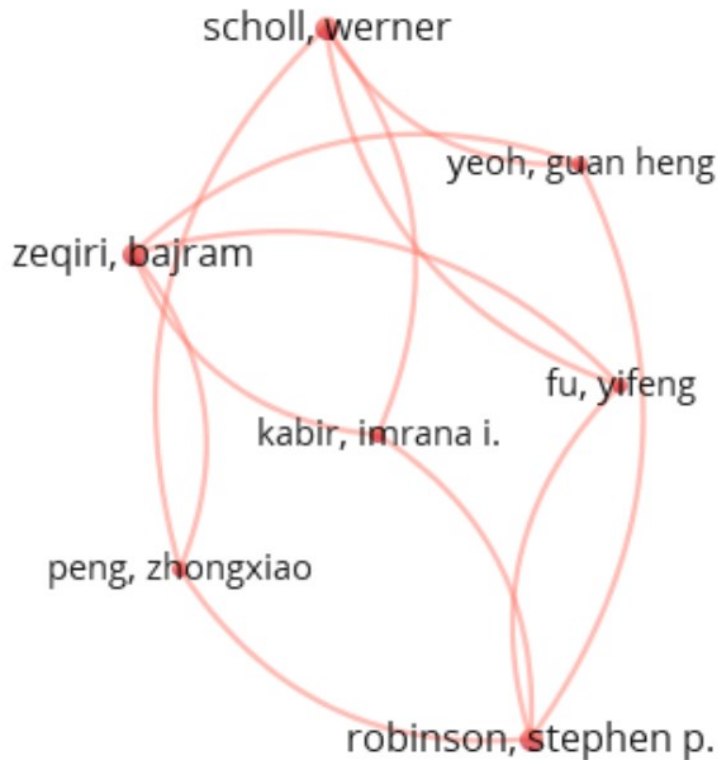 scholl, werner
yeoh, guan heng
zeqiri, bajram
fu, yifeng
kabir, imrana i.
peng, zhongxiao
robinson, stephen p.